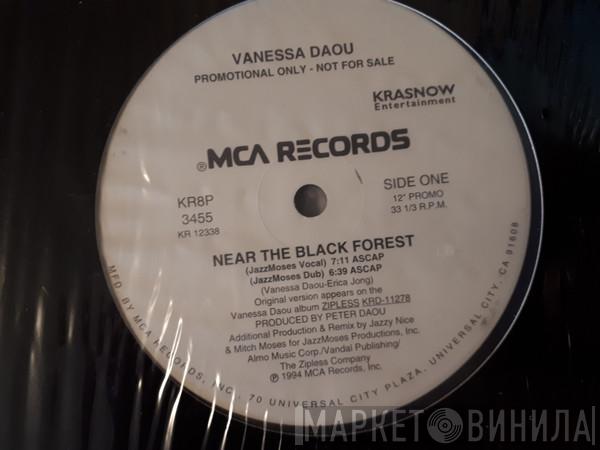 VANESSA DAOU
PROMOTIONAL ONLY - NOT FOR SALE
KRASNOW
Entertainment
®MCA RECORDS
KR8P
3455
KR 12338
SIDE ONE
12" PROMO
33 1/3 R.P.M.
NEAR THE BLACK FOREST
(JazzMoses Vocal) 7:11 ASCAP
(JazzMoses Dub) 6:39 ASCAP
(Vanessa Daou-Erica Jong)
Original version appears on the
Vanessa Daou album ZIPLESS KRD-11278
PRODUCED BY PETER DAOU
Additional Production & Remix by Jazzy Nice
& Mitch Moses for JazzMoses Productions, Inc.
Almo Music Corp./Vandal Publishing/
The Zipless Company
℗ 1994 MCA Records, Inc.
MFD. BY MCA RECORDS, INC. - 70 UNIVERSAL CITY PLAZA, UNIVERSAL CITY, CA 91608
МАРКЕТ ВИНИЛА